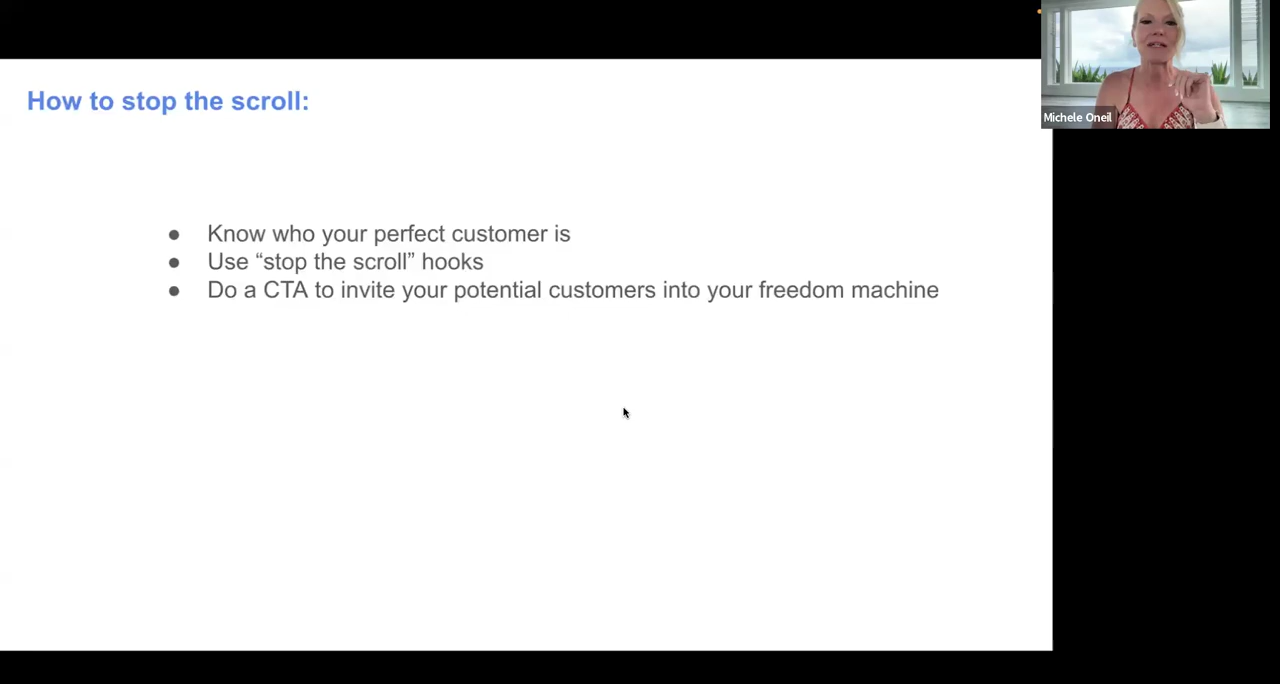 How to stop the scroll:
Michele Oneil
● Know who your perfect customer is
● Use “stop the scroll” hooks
● Do a CTA to invite your potential customers into your freedom machine